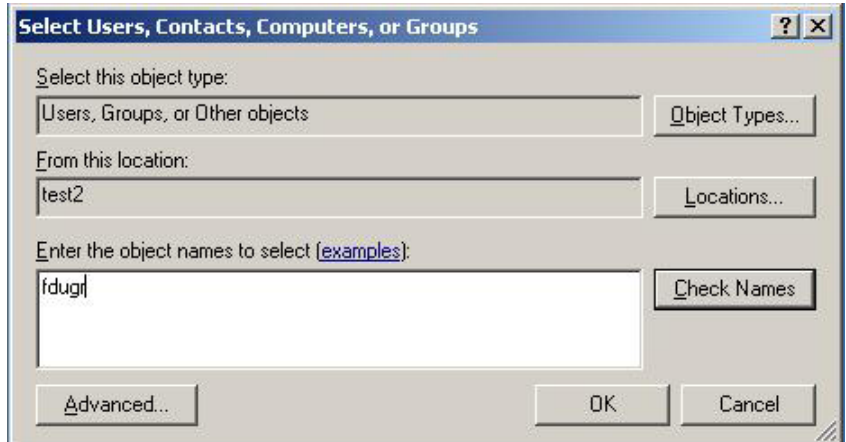 Select Users, Contacts, Computers, or Groups
Select this object type:
Users, Groups, or Other objects
Object Types...
From this location:
test2
Locations...
Enter the object names to select (examples):
fdugr
Check Names
Advanced...
OK
Cancel